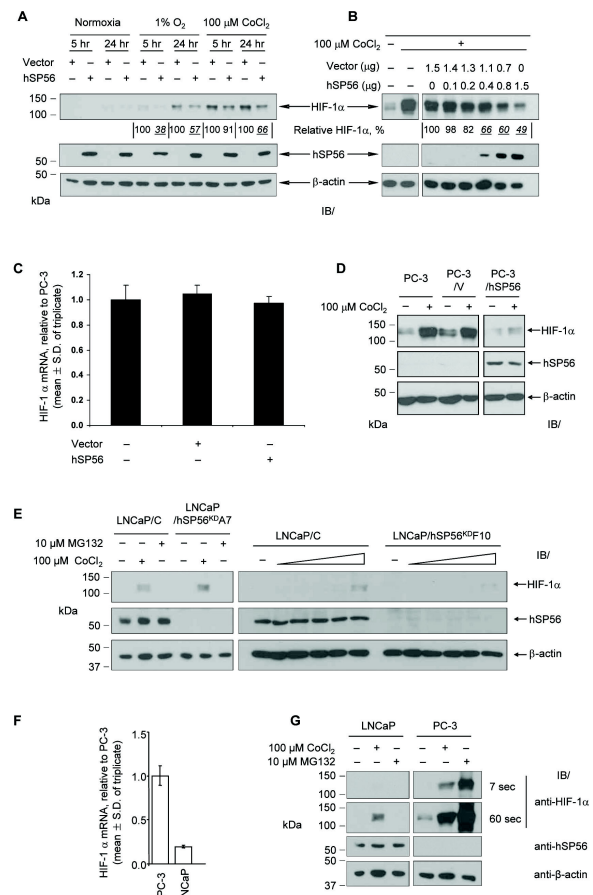 A
Normoxia 1% O2 100 μM CoCl2
5 hr 24 hr 5 hr 24 hr 5 hr 24 hr
Vector + – + – + – + – + – + –
hSP56 – + – + – + – + – + – +
150
100
HIF-1α
100 38 100 57 100 91 100 66
Relative HIF-1α, %
50
hSP56
50
β-actin
kDa
IB/
B
100 μM CoCl2 – +
Vector (μg) 1.5 1.4 1.3 1.1 0.7 0
hSP56 (μg) – – 0 0.1 0.2 0.4 0.8 1.5
100 98 82 66 60 49
C
HIF-1 α mRNA, relative to PC-3
(mean ± S.D. of triplicate)
1.2
1.0
0.8
0.6
0.4
0.2
0.0
Vector – + –
hSP56 – – +
D
PC-3 PC-3 /V PC-3 /hSP56
100 μM CoCl2 – + – + – +
150
100
HIF-1α
50
hSP56
50
β-actin
37
kDa IB/
E
LNCaP/C LNCaP /hSP56KDA7
10 μM MG132 – – + – – +
100 μM CoCl2 – + – – + –
LNCaP/C LNCaP/hSP56KDF10
– –
IB/
150
100
HIF-1α
kDa
50
hSP56
50
37
β-actin
F
HIF-1 α mRNA, relative to PC-3
(mean ± S.D. of triplicate)
1.5
1.0
0.5
0.0
PC-3
LNCaP
G
LNCaP PC-3
100 μM CoCl2 – + – – + –
10 μM MG132 – – + – – +
150
100
7 sec
IB/
anti-HIF-1α
150
100
60 sec
kDa
50
anti-hSP56
50
37
anti-β-actin